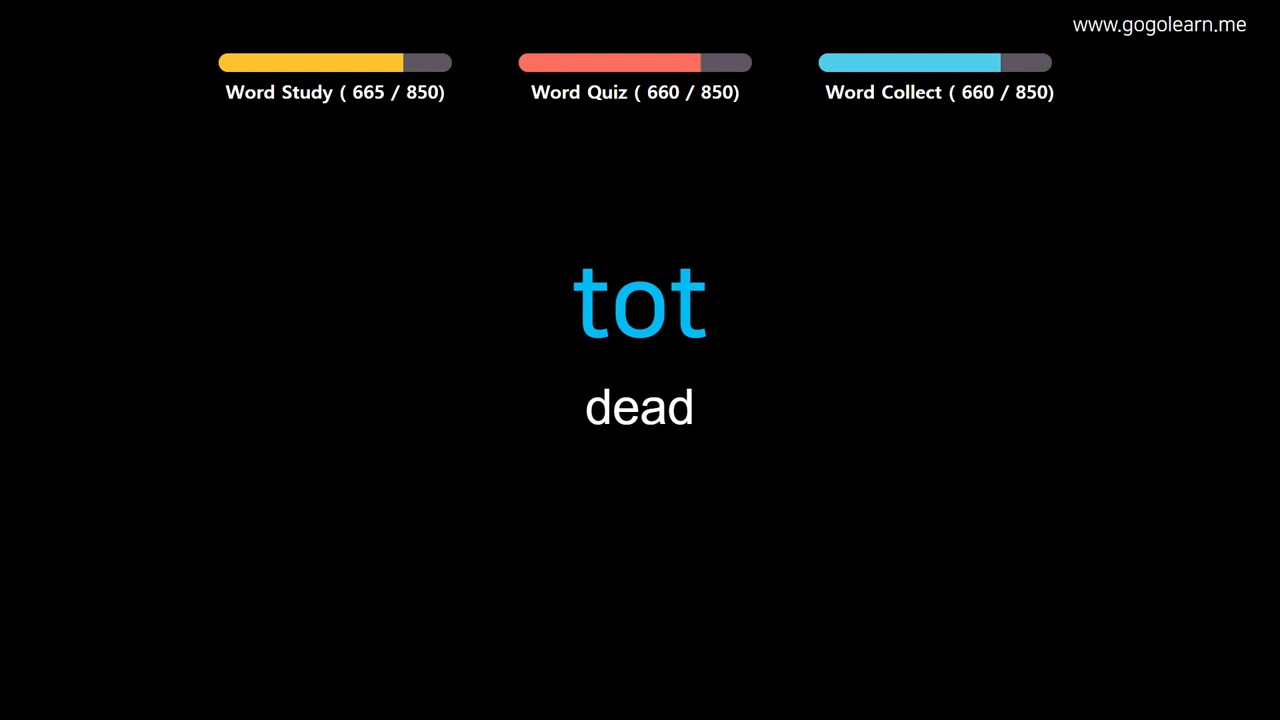 www.gogolearn.me
Word Study ( 665 / 850)
Word Quiz ( 660 / 850)
Word Collect ( 660 / 850)
tot
dead